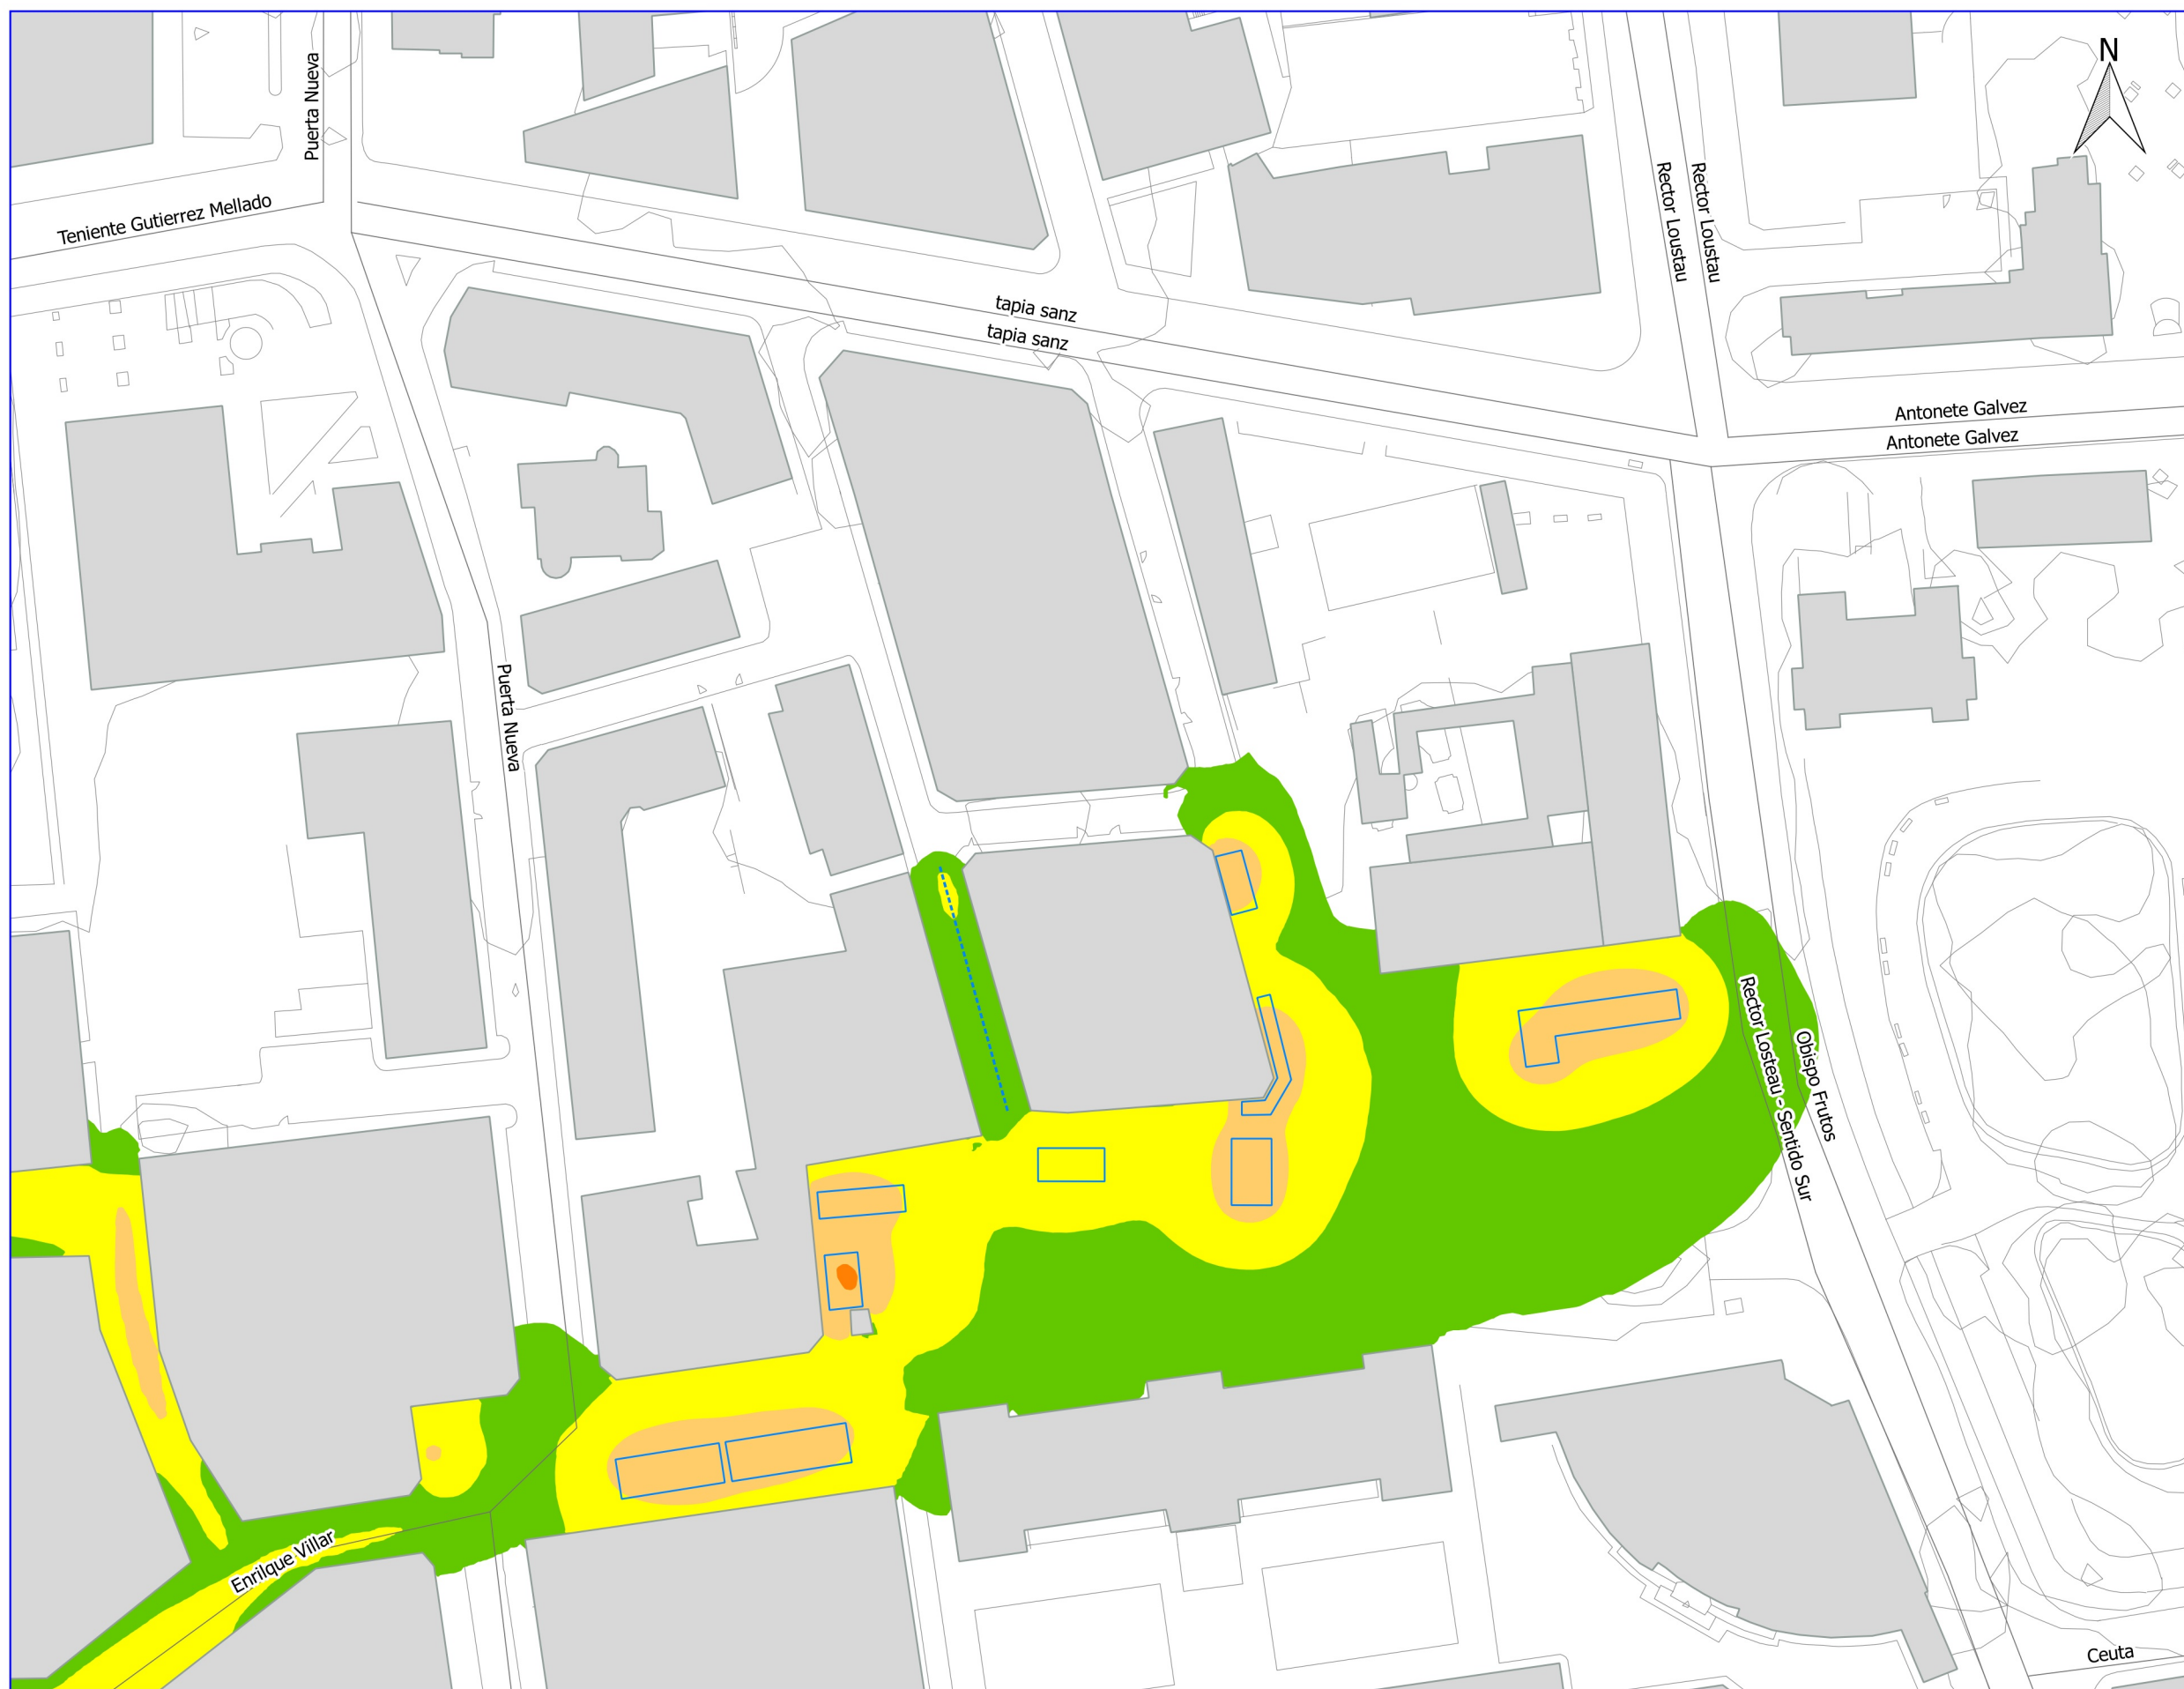 N
Puerta Nueva
Teniente Gutierrez Mellado
Rector Loustau
Rector Loustau
tapia sanz
tapia sanz
Antonete Galvez
Antonete Galvez
Puerta Nueva
Rector Losteau - Sentido Sur
Obispo Frutos
Enrilque Villar
Ceuta